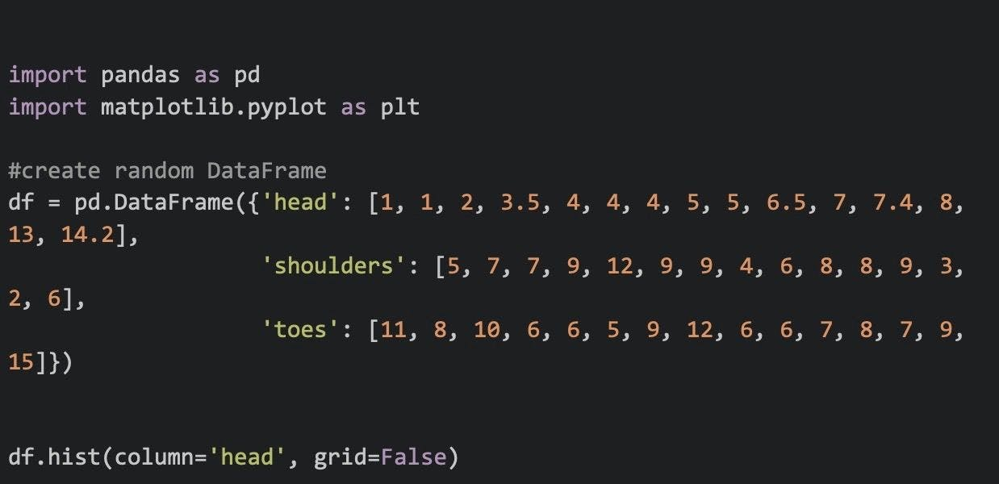 import pandas as pd
import matplotlib.pyplot as plt
#create random DataFrame
df = pd.DataFrame({'head': [1, 1, 2, 3.5, 4, 4, 4, 5, 5, 6.5, 7, 7.4, 8,
13, 14.2],
'shoulders': [5, 7, 7, 9, 12, 9, 9, 4, 6, 8, 8, 9, 3,
2, 6],
'toes': [11, 8, 10, 6, 6, 5, 9, 12, 6, 6, 7, 8, 7, 9,
15]})
df.hist(column='head', grid=False)